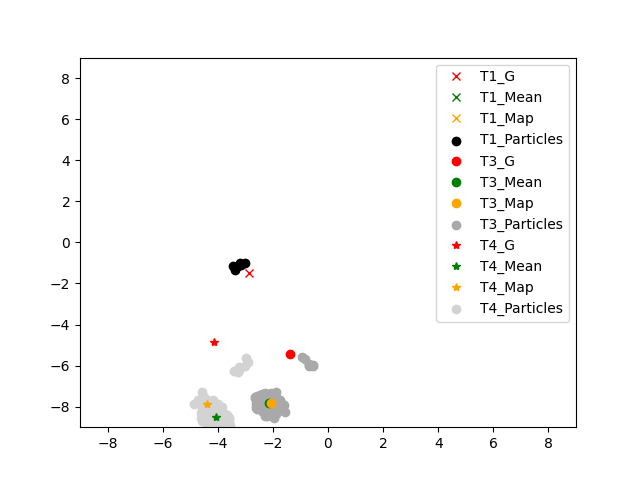 8
6
4
2
0
−2
−4
−6
−8
−8 −6 −4 −2 0 2 4 6 8
T1_G
T1_Mean
T1_Map
T1_Particles
T3_G
T3_Mean
T3_Map
T3_Particles
T4_G
T4_Mean
T4_Map
T4_Particles